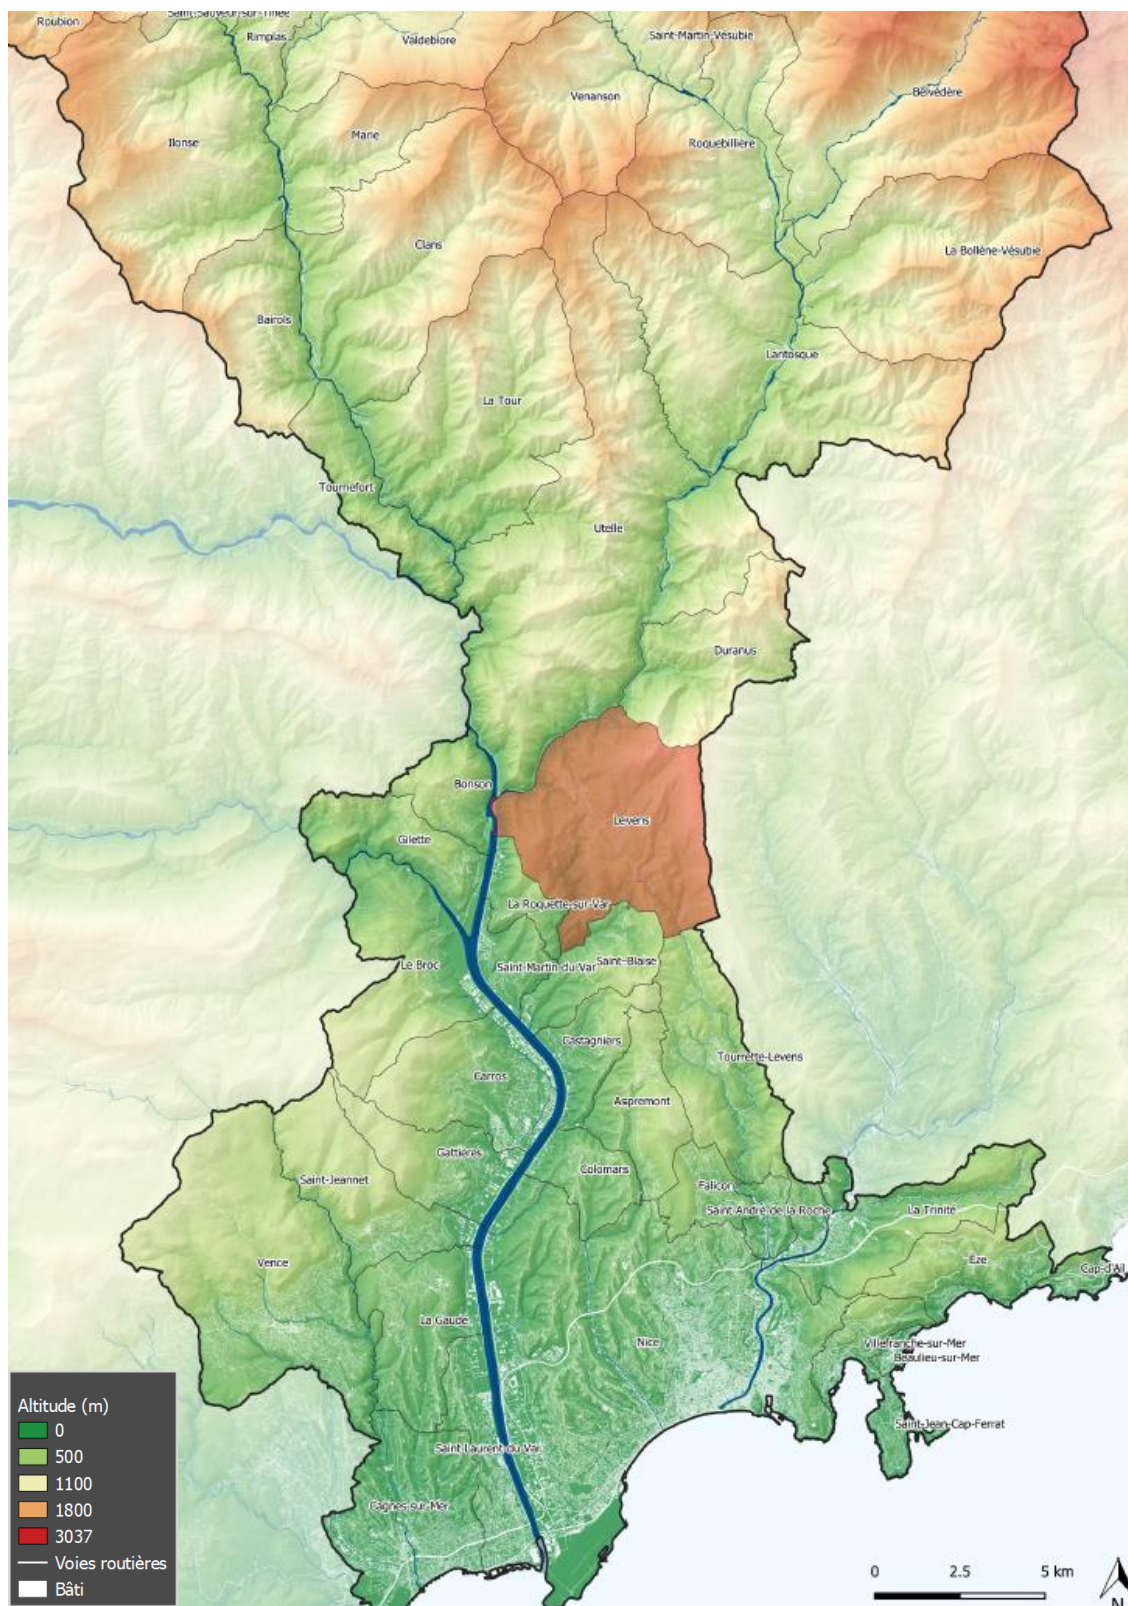 Saint-Sauveur-sur-Tinée
Roubion
Rimplas
Valdeblore
Saint-Martin-Vésubie
Belvédère
Venanson
Ilonse
Marie
Roquebillière
Clans
La Bollène-Vésubie
Bairols
Lantosque
La Tour
Tournefort
Utelle
Duranus
Bonson
Levens
Gilette
La Roquette-sur-Var
Le Broc
Saint-Martin-du-Var
Saint-Blaise
Castagniers
Tourrette-Levens
Carros
Aspremont
Gattières
Colomars
Saint-Jeannet
Falicon
Saint-André de la Roche
La Trinité
Vence
Èze
Cap-d'Ail
La Gaude
Nice
Villefranche-sur-Mer
Beaulieu-sur-Mer
Saint-Jean-Cap-Ferrat
Saint-Laurent-du-Var
Cagnes-sur-Mer
Altitude (m)
0
500
1100
1800
3037
Voies routières
Bâti
0 2.5 5 km
N